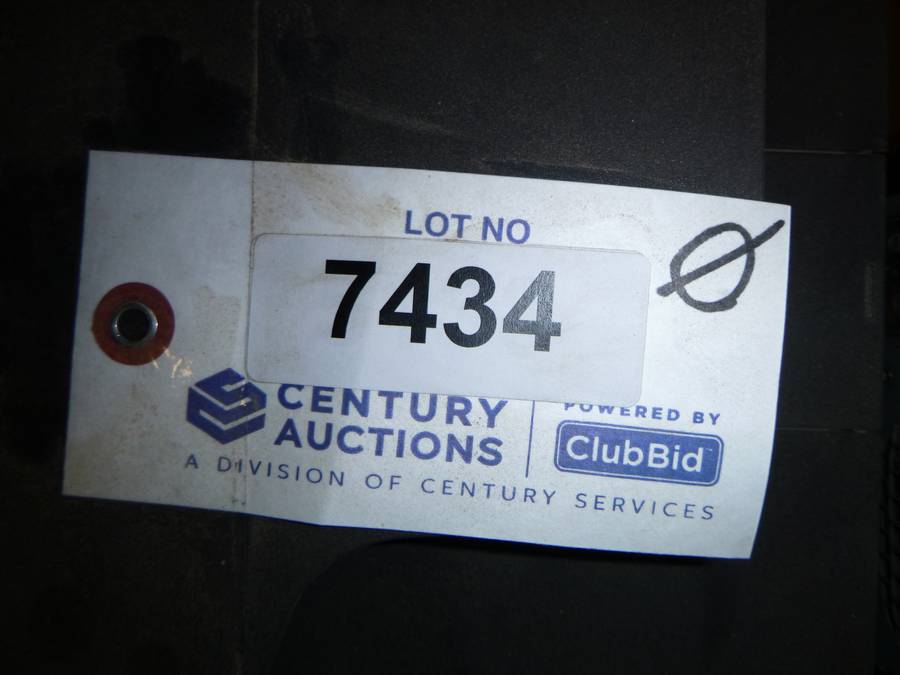 LOT NO
7434
Ø
CENTURY
AUCTIONS
A DIVISION OF CENTURY SERVICES
POWERED BY
ClubBid